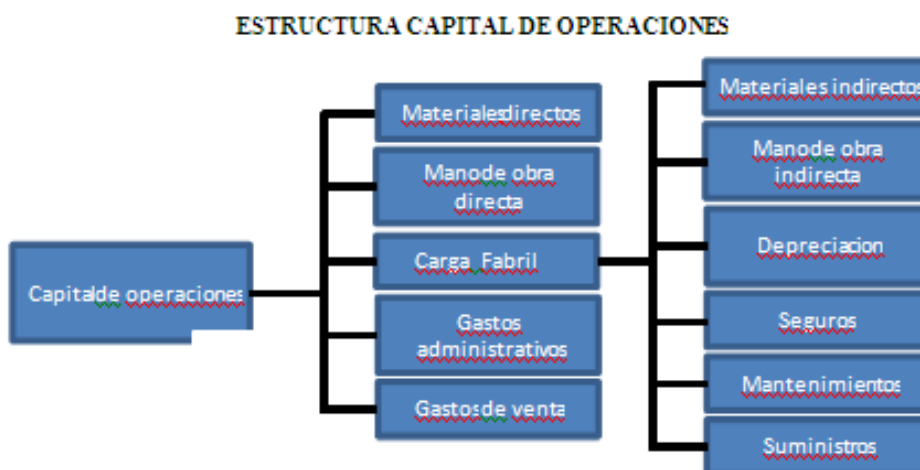 ESTRUCTURA CAPITAL DE OPERACIONES
Capitalde operaciones
Materialesdirectos
Manode obra
directa
Carga Fabril
Gastos
administrativos
Gastosde venta
Materiales indirectos
Manode obra
indirecta
Depreciacion
Seguros
Mantenimientos
Suministros